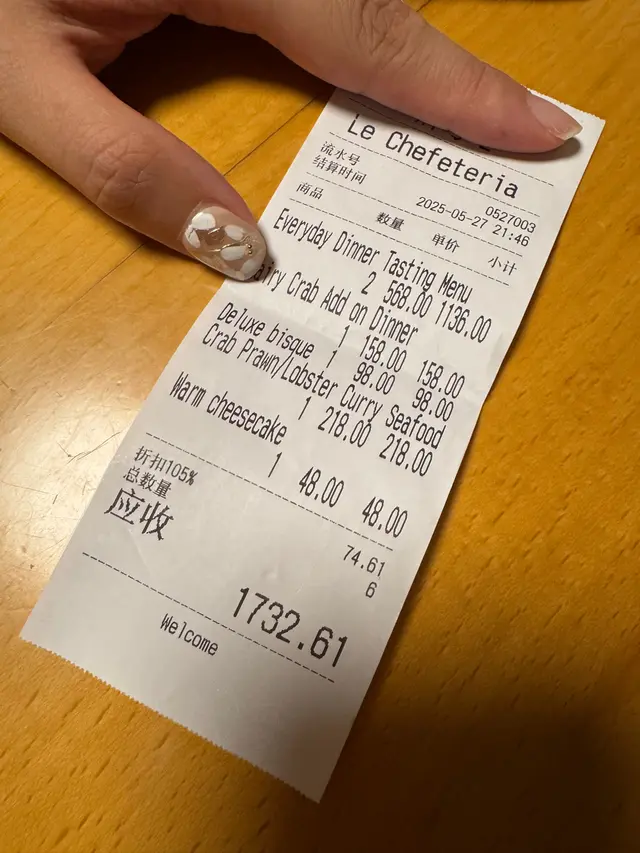 Le Chefeteria
流水号 0527003
结算时间 2025-05-27 21:46
商品 数量 单价 小计
Everyday Dinner Tasting Menu
2 568.00 1136.00
Crab Add on Dinner
1 158.00 158.00
Deluxe bisque
1 98.00 98.00
Crab Prawn/Lobster Curry Seafood
1 218.00 218.00
Warm cheesecake
1 48.00 48.00
折扣105% 74.61
总数量 6
应收 1732.61
Welcome